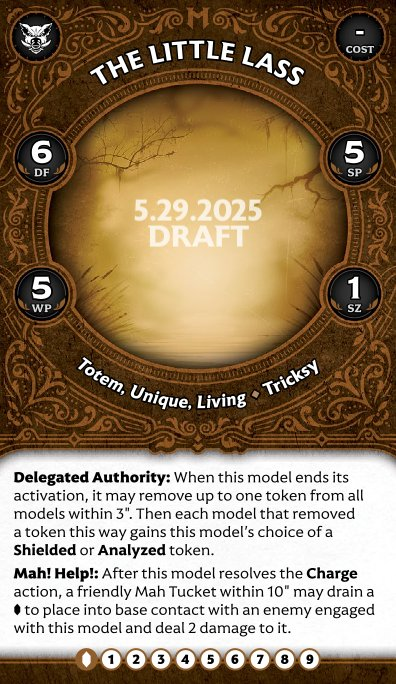 THE LITTLE LASS
-
COST
6
DF
5
SP
5.29.2025
DRAFT
5
WP
1
SZ
Totem, Unique, Living ◆ Tricksy
Delegated Authority: When this model ends its
activation, it may remove up to one token from all
models within 3". Then each model that removed
a token this way gains this model's choice of a
Shielded or Analyzed token.
Mah! Help!: After this model resolves the Charge
action, a friendly Mah Tucket within 10" may drain a
to place into base contact with an enemy engaged
with this model and deal 2 damage to it.
1 2 3 4 5 6 7 8 9